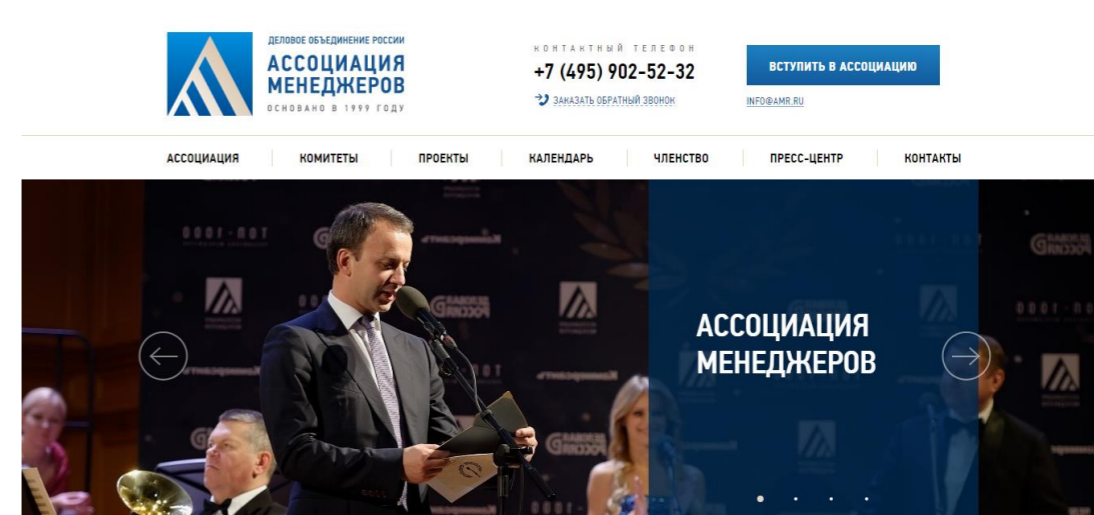 ДЕЛОВОЕ ОБЪЕДИНЕНИЕ РОССИИ
АССОЦИАЦИЯ
МЕНЕДЖЕРОВ
ОСНОВАНО В 1999 ГОДУ
КОНТАКТНЫЙ ТЕЛЕФОН
+7 (495) 902-52-32
ЗАКАЗАТЬ ОБРАТНЫЙ ЗВОНОК
ВСТУПИТЬ В АССОЦИАЦИЮ
INFO@AMR.RU
АССОЦИАЦИЯ
КОМИТЕТЫ
ПРОЕКТЫ
КАЛЕНДАРЬ
ЧЛЕНСТВО
ПРЕСС-ЦЕНТР
КОНТАКТЫ
АССОЦИАЦИЯ
МЕНЕДЖЕРОВ